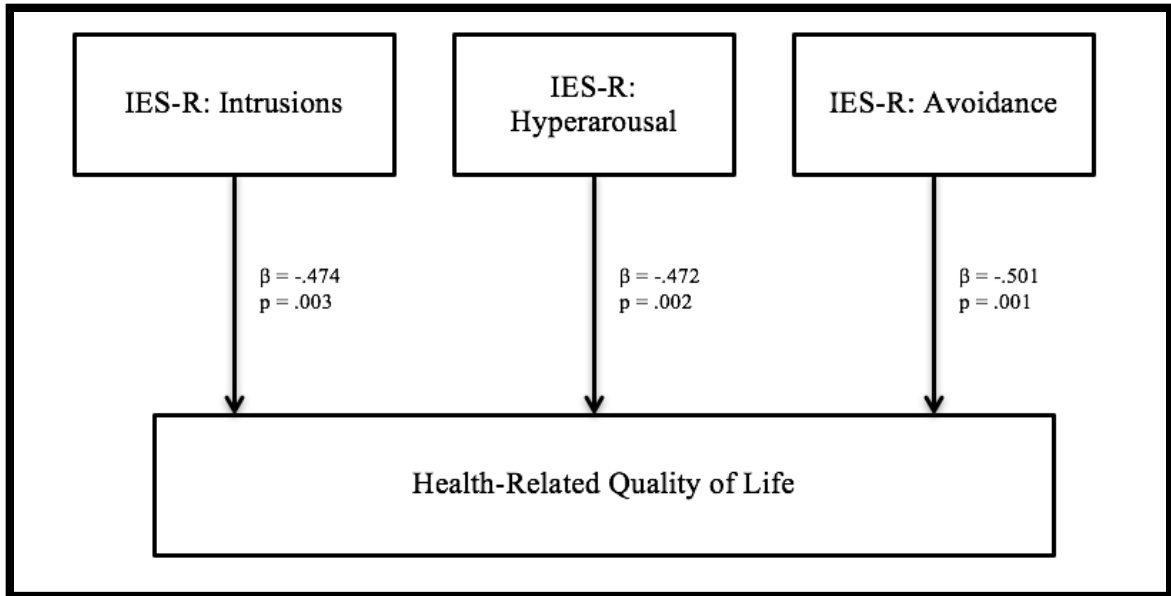 IES-R: Intrusions
IES-R:
Hyperarousal
IES-R: Avoidance
β = -.474
p = .003
β = -.472
p = .002
β = -.501
p = .001
Health-Related Quality of Life